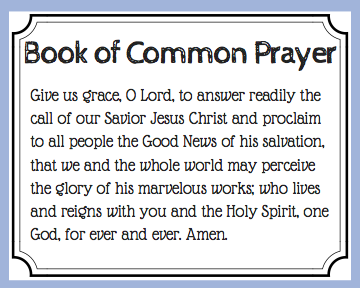 Book of Common Prayer
Give us grace, O Lord, to answer readily the
call of our Savior Jesus Christ and proclaim
to all people the Good News of his salvation,
that we and the whole world may perceive
the glory of his marvelous works; who lives
and reigns with you and the Holy Spirit, one
God, for ever and ever. Amen.